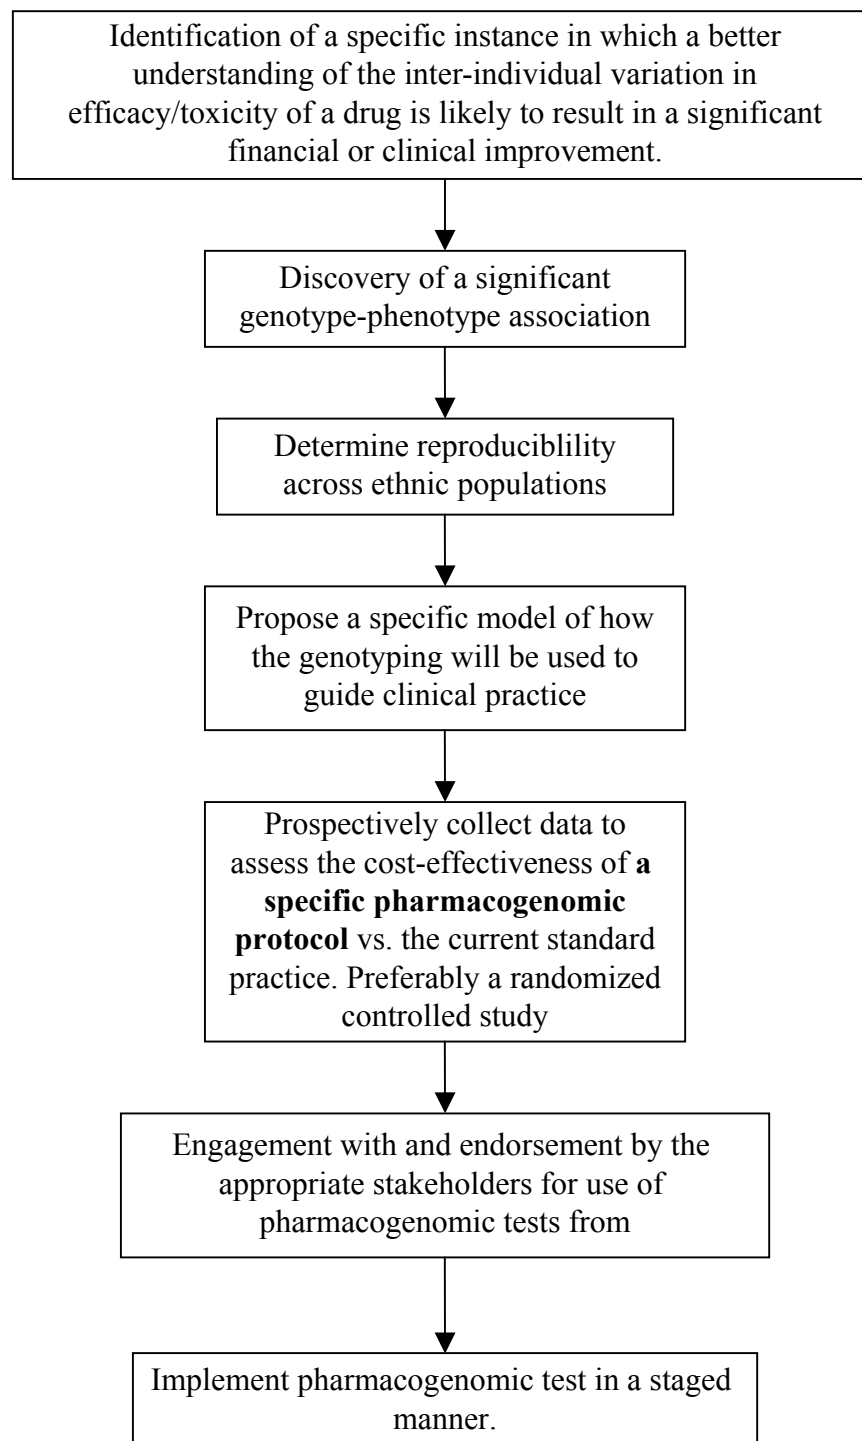 Identification of a specific instance in which a better
understanding of the inter-individual variation in
efficacy/toxicity of a drug is likely to result in a significant
financial or clinical improvement.
Discovery of a significant
genotype-phenotype association
Determine reproduciblility
across ethnic populations
Propose a specific model of how
the genotyping will be used to
guide clinical practice
Prospectively collect data to
assess the cost-effectiveness of a
specific pharmacogenomic
protocol vs. the current standard
practice. Preferably a randomized
controlled study
Engagement with and endorsement by the
appropriate stakeholders for use of
pharmacogenomic tests from
Implement pharmacogenomic test in a staged
manner.